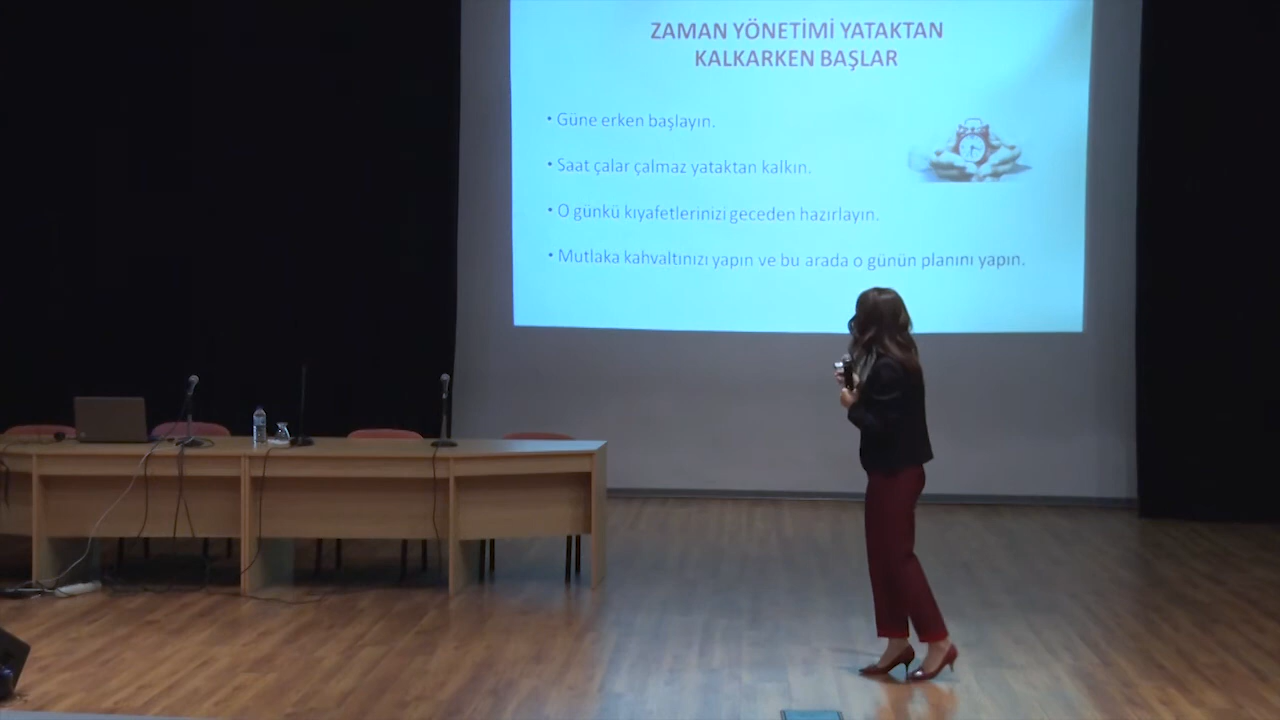 ZAMAN YÖNETİMİ YATAKTAN
KALKARKEN BAŞLAR
• Güne erken başlayın.
• Saat çalar çalmaz yataktan kalkın.
• O günkü kıyafetlerinizi geceden hazırlayın.
• Mutlaka kahvaltınızı yapın ve bu arada o günün planını yapın.